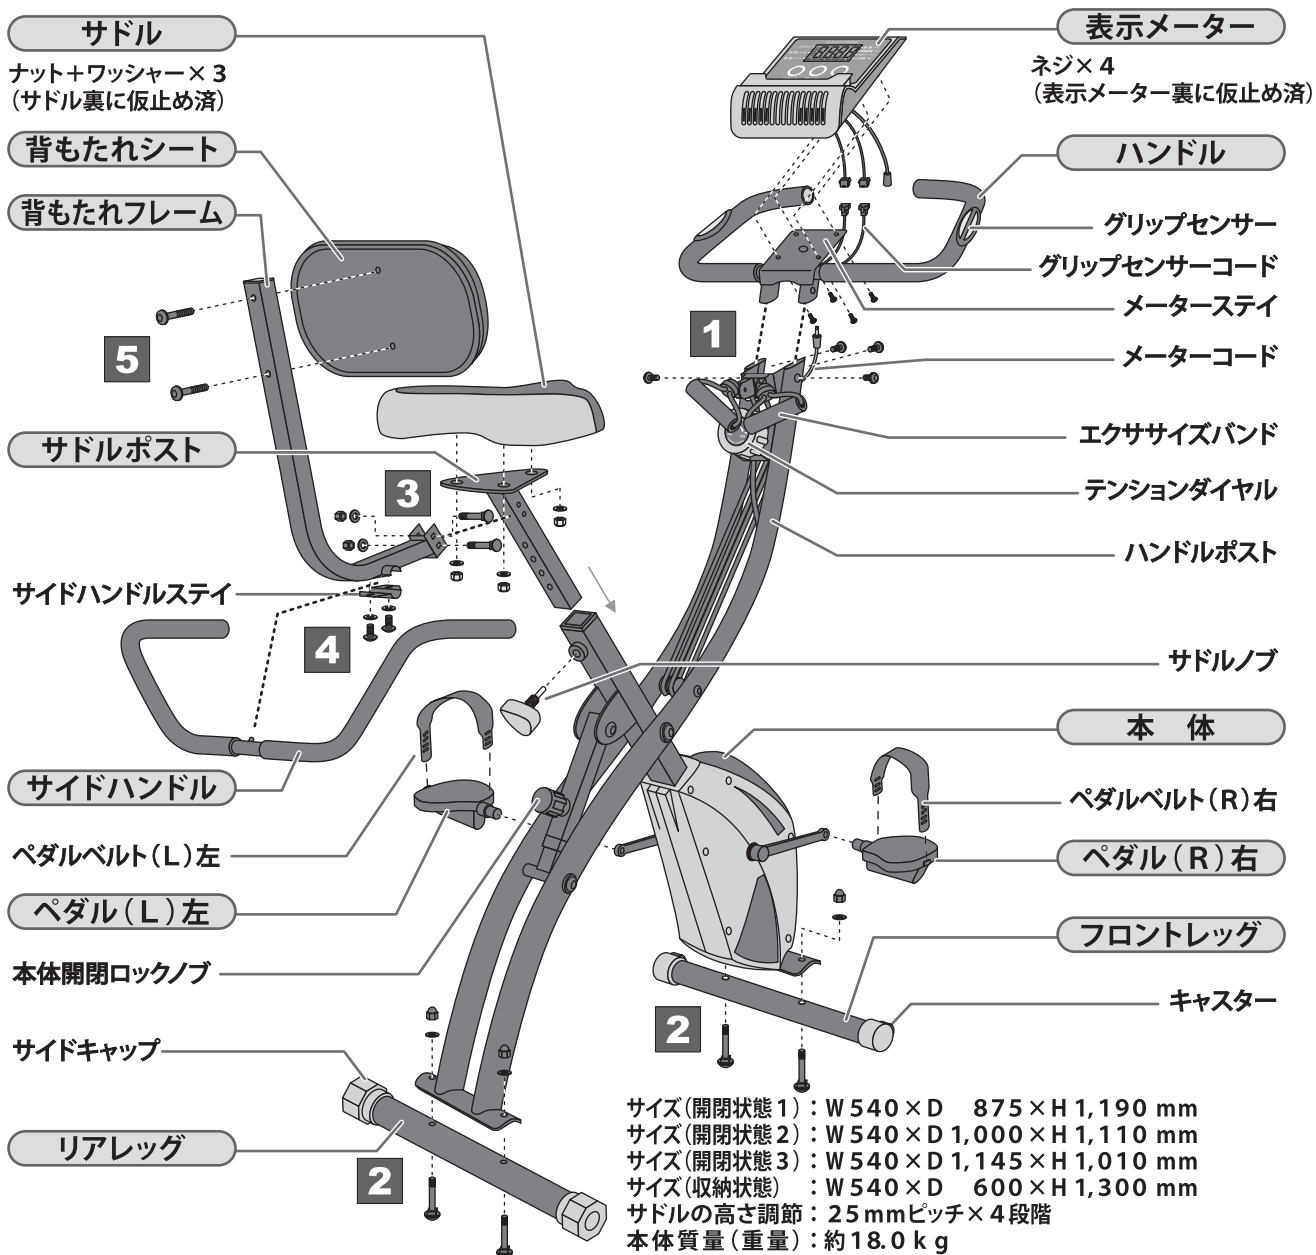 サドル
ナット＋ワッシャー×３
（サドル裏に仮止め済）
背もたれシート
背もたれフレーム
5
サドルポスト
3
サイドハンドルステイ
4
サイドハンドル
ペダルベルト（L）左
ペダル（L）左
本体開閉ロックノブ
サイドキャップ
リアレッグ
2
表示メーター
ネジ×４
（表示メーター裏に仮止め済）
ハンドル
グリップセンサー
グリップセンサーコード
メーターステイ
1
メーターコード
エクササイズバンド
テンションダイヤル
ハンドルポスト
サドルノブ
本　体
ペダルベルト（R）右
ペダル（R）右
フロントレッグ
キャスター
2
サイズ（開閉状態1）：W540×D　875×H1,190 mm
サイズ（開閉状態2）：W540×D1,000×H1,110 mm
サイズ（開閉状態3）：W540×D1,145×H1,010 mm
サイズ（収納状態）　：W540×D　600×H1,300 mm
サドルの高さ調節：25mmピッチ×4段階
本体質量（重量）：約18.0kg